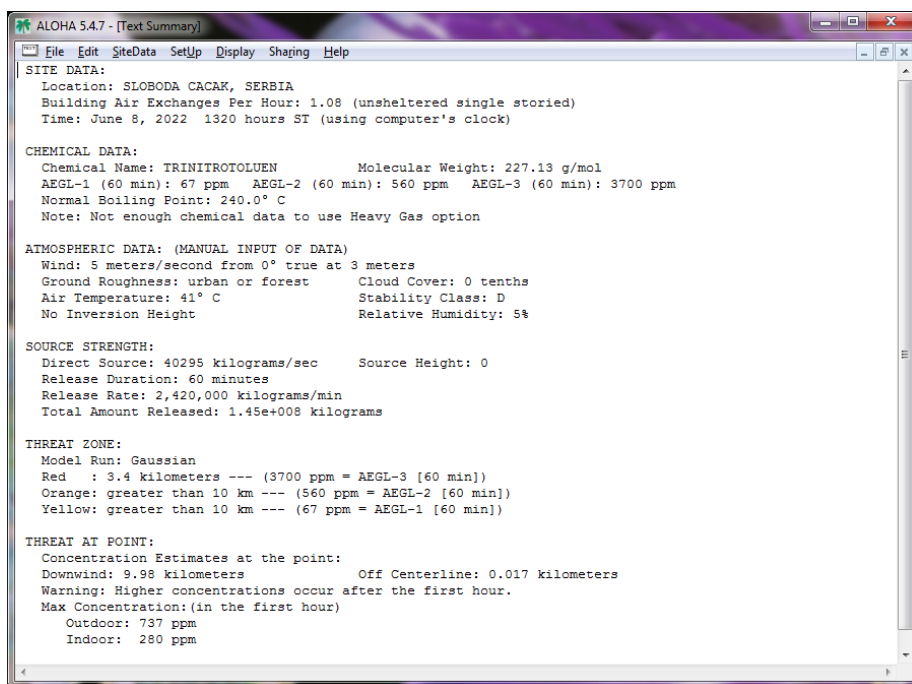 ALOHA 5.4.7 - [Text Summary]
File Edit SiteData SetUp Display Sharing Help
SITE DATA:
Location: SLOBODA CACAK, SERBIA
Building Air Exchanges Per Hour: 1.08 (unsheltered single storied)
Time: June 8, 2022 1320 hours ST (using computer's clock)
CHEMICAL DATA:
Chemical Name: TRINITROTOLUEN Molecular Weight: 227.13 g/mol
AEGL-1 (60 min): 67 ppm AEGL-2 (60 min): 560 ppm AEGL-3 (60 min): 3700 ppm
Normal Boiling Point: 240.0° C
Note: Not enough chemical data to use Heavy Gas option
ATMOSPHERIC DATA: (MANUAL INPUT OF DATA)
Wind: 5 meters/second from 0° true at 3 meters
Ground Roughness: urban or forest Cloud Cover: 0 tenths
Air Temperature: 41° C Stability Class: D
No Inversion Height Relative Humidity: 5%
SOURCE STRENGTH:
Direct Source: 40295 kilograms/sec Source Height: 0
Release Duration: 60 minutes
Release Rate: 2,420,000 kilograms/min
Total Amount Released: 1.45e+008 kilograms
THREAT ZONE:
Model Run: Gaussian
Red : 3.4 kilometers --- (3700 ppm = AEGL-3 [60 min])
Orange: greater than 10 km --- (560 ppm = AEGL-2 [60 min])
Yellow: greater than 10 km --- (67 ppm = AEGL-1 [60 min])
THREAT AT POINT:
Concentration Estimates at the point:
Downwind: 9.98 kilometers Off Centerline: 0.017 kilometers
Warning: Higher concentrations occur after the first hour.
Max Concentration:(in the first hour)
Outdoor: 737 ppm
Indoor: 280 ppm